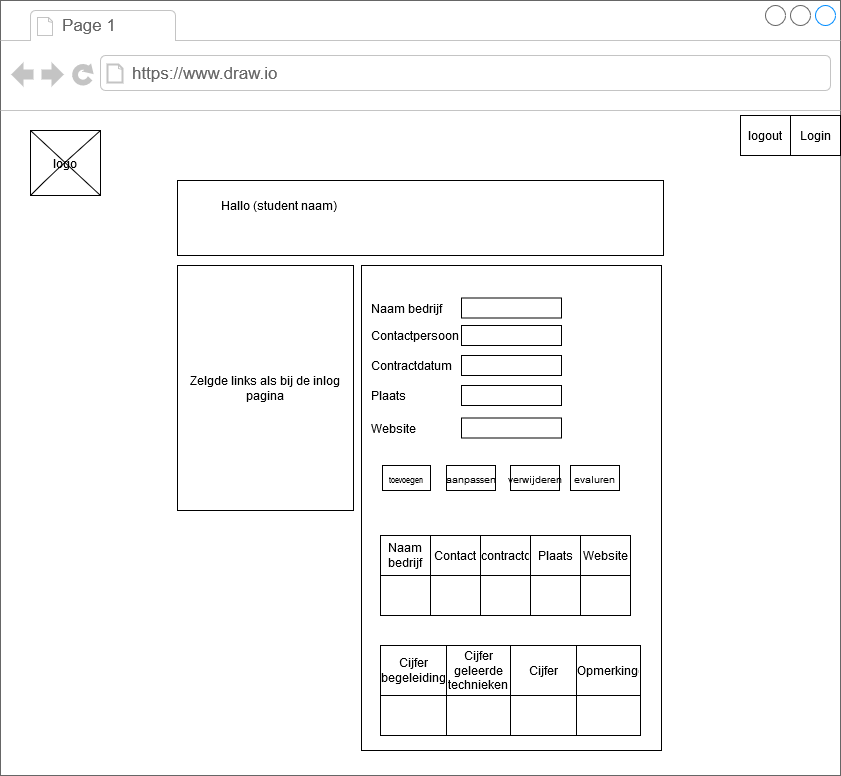 Page 1
https://www.draw.io
logout
Login
logo
Hallo (student naam)
Zelgde links als bij de inlog
pagina
Naam bedrijf
Contactpersoon
Contractdatum
Plaats
Website
toevoegen
aanpassen
verwijderen
evaluren
Naam
bedrijf
Contact
contractd
Plaats
Website
Cijfer
begeleiding
Cijfer
geleerde
technieken
Cijfer
Opmerking